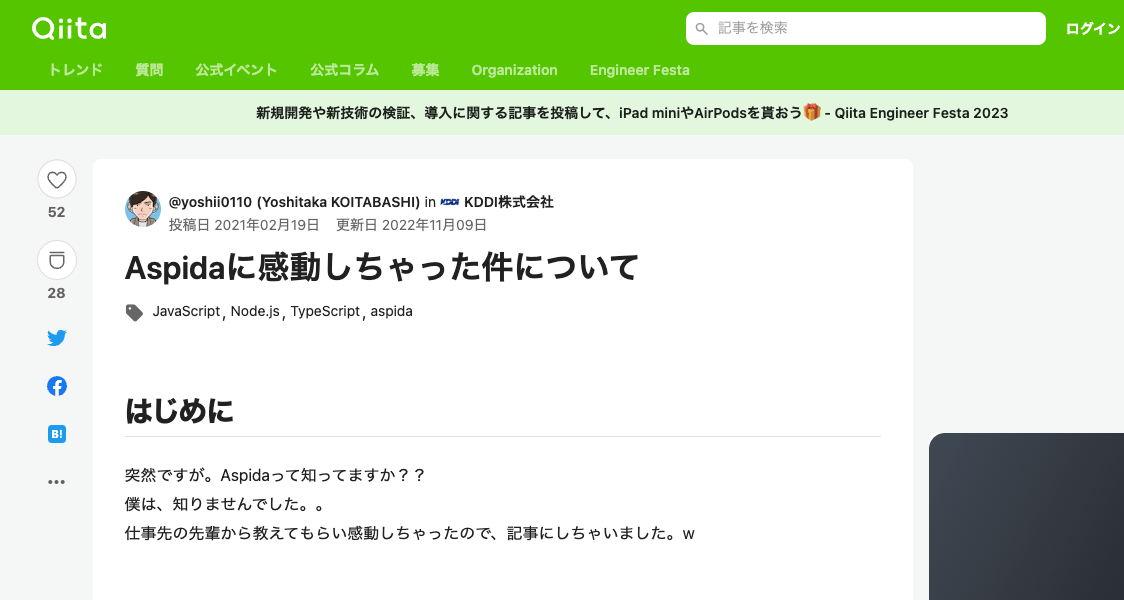 Qiita
記事を検索
ログイン
トレンド 質問 公式イベント 公式コラム 募集 Organization Engineer Festa
新規開発や新技術の検証、導入に関する記事を投稿して、iPad miniやAirPodsを貰おう🎁 - Qiita Engineer Festa 2023
52
28
B!
@yoshii0110 (Yoshitaka KOITABASHI) in KDDI KDDI株式会社
投稿日 2021年02月19日 更新日 2022年11月09日
Aspidaに感動しちゃった件について
JavaScript, Node.js, TypeScript, aspida
はじめに
突然ですが。Aspidaって知ってますか？？
僕は、知りませんでした。。
仕事先の先輩から教えてもらい感動しちゃったので、記事にしちゃいました。w